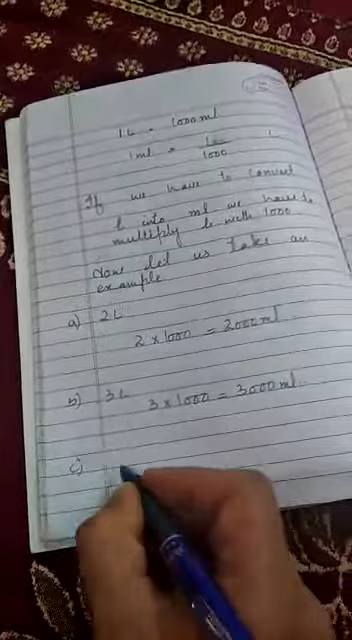 1L = 1000ml
1ml = 1/1000 L
If we have to convert
L into ml we have to
multiply L with 1000
Now let us take an
example
a) 2L
2 x 1000 = 2000ml
b) 3L
3 x 1000 = 3000ml
c)